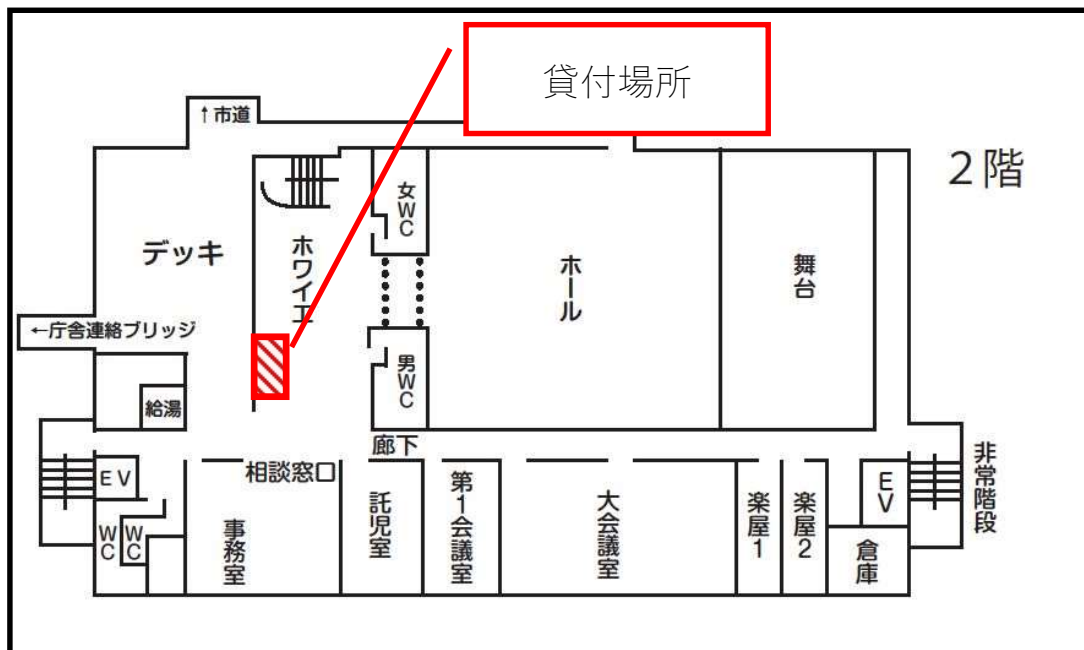 貸付場所
2階
↑市道
デッキ
ホワイエ
女WC
ホール
舞台
←庁舎連絡ブリッジ
男WC
給湯
廊下
相談窓口
EV
WC
WC
事務室
託児室
第1会議室
大会議室
楽屋1
楽屋2
EV
倉庫
非常階段